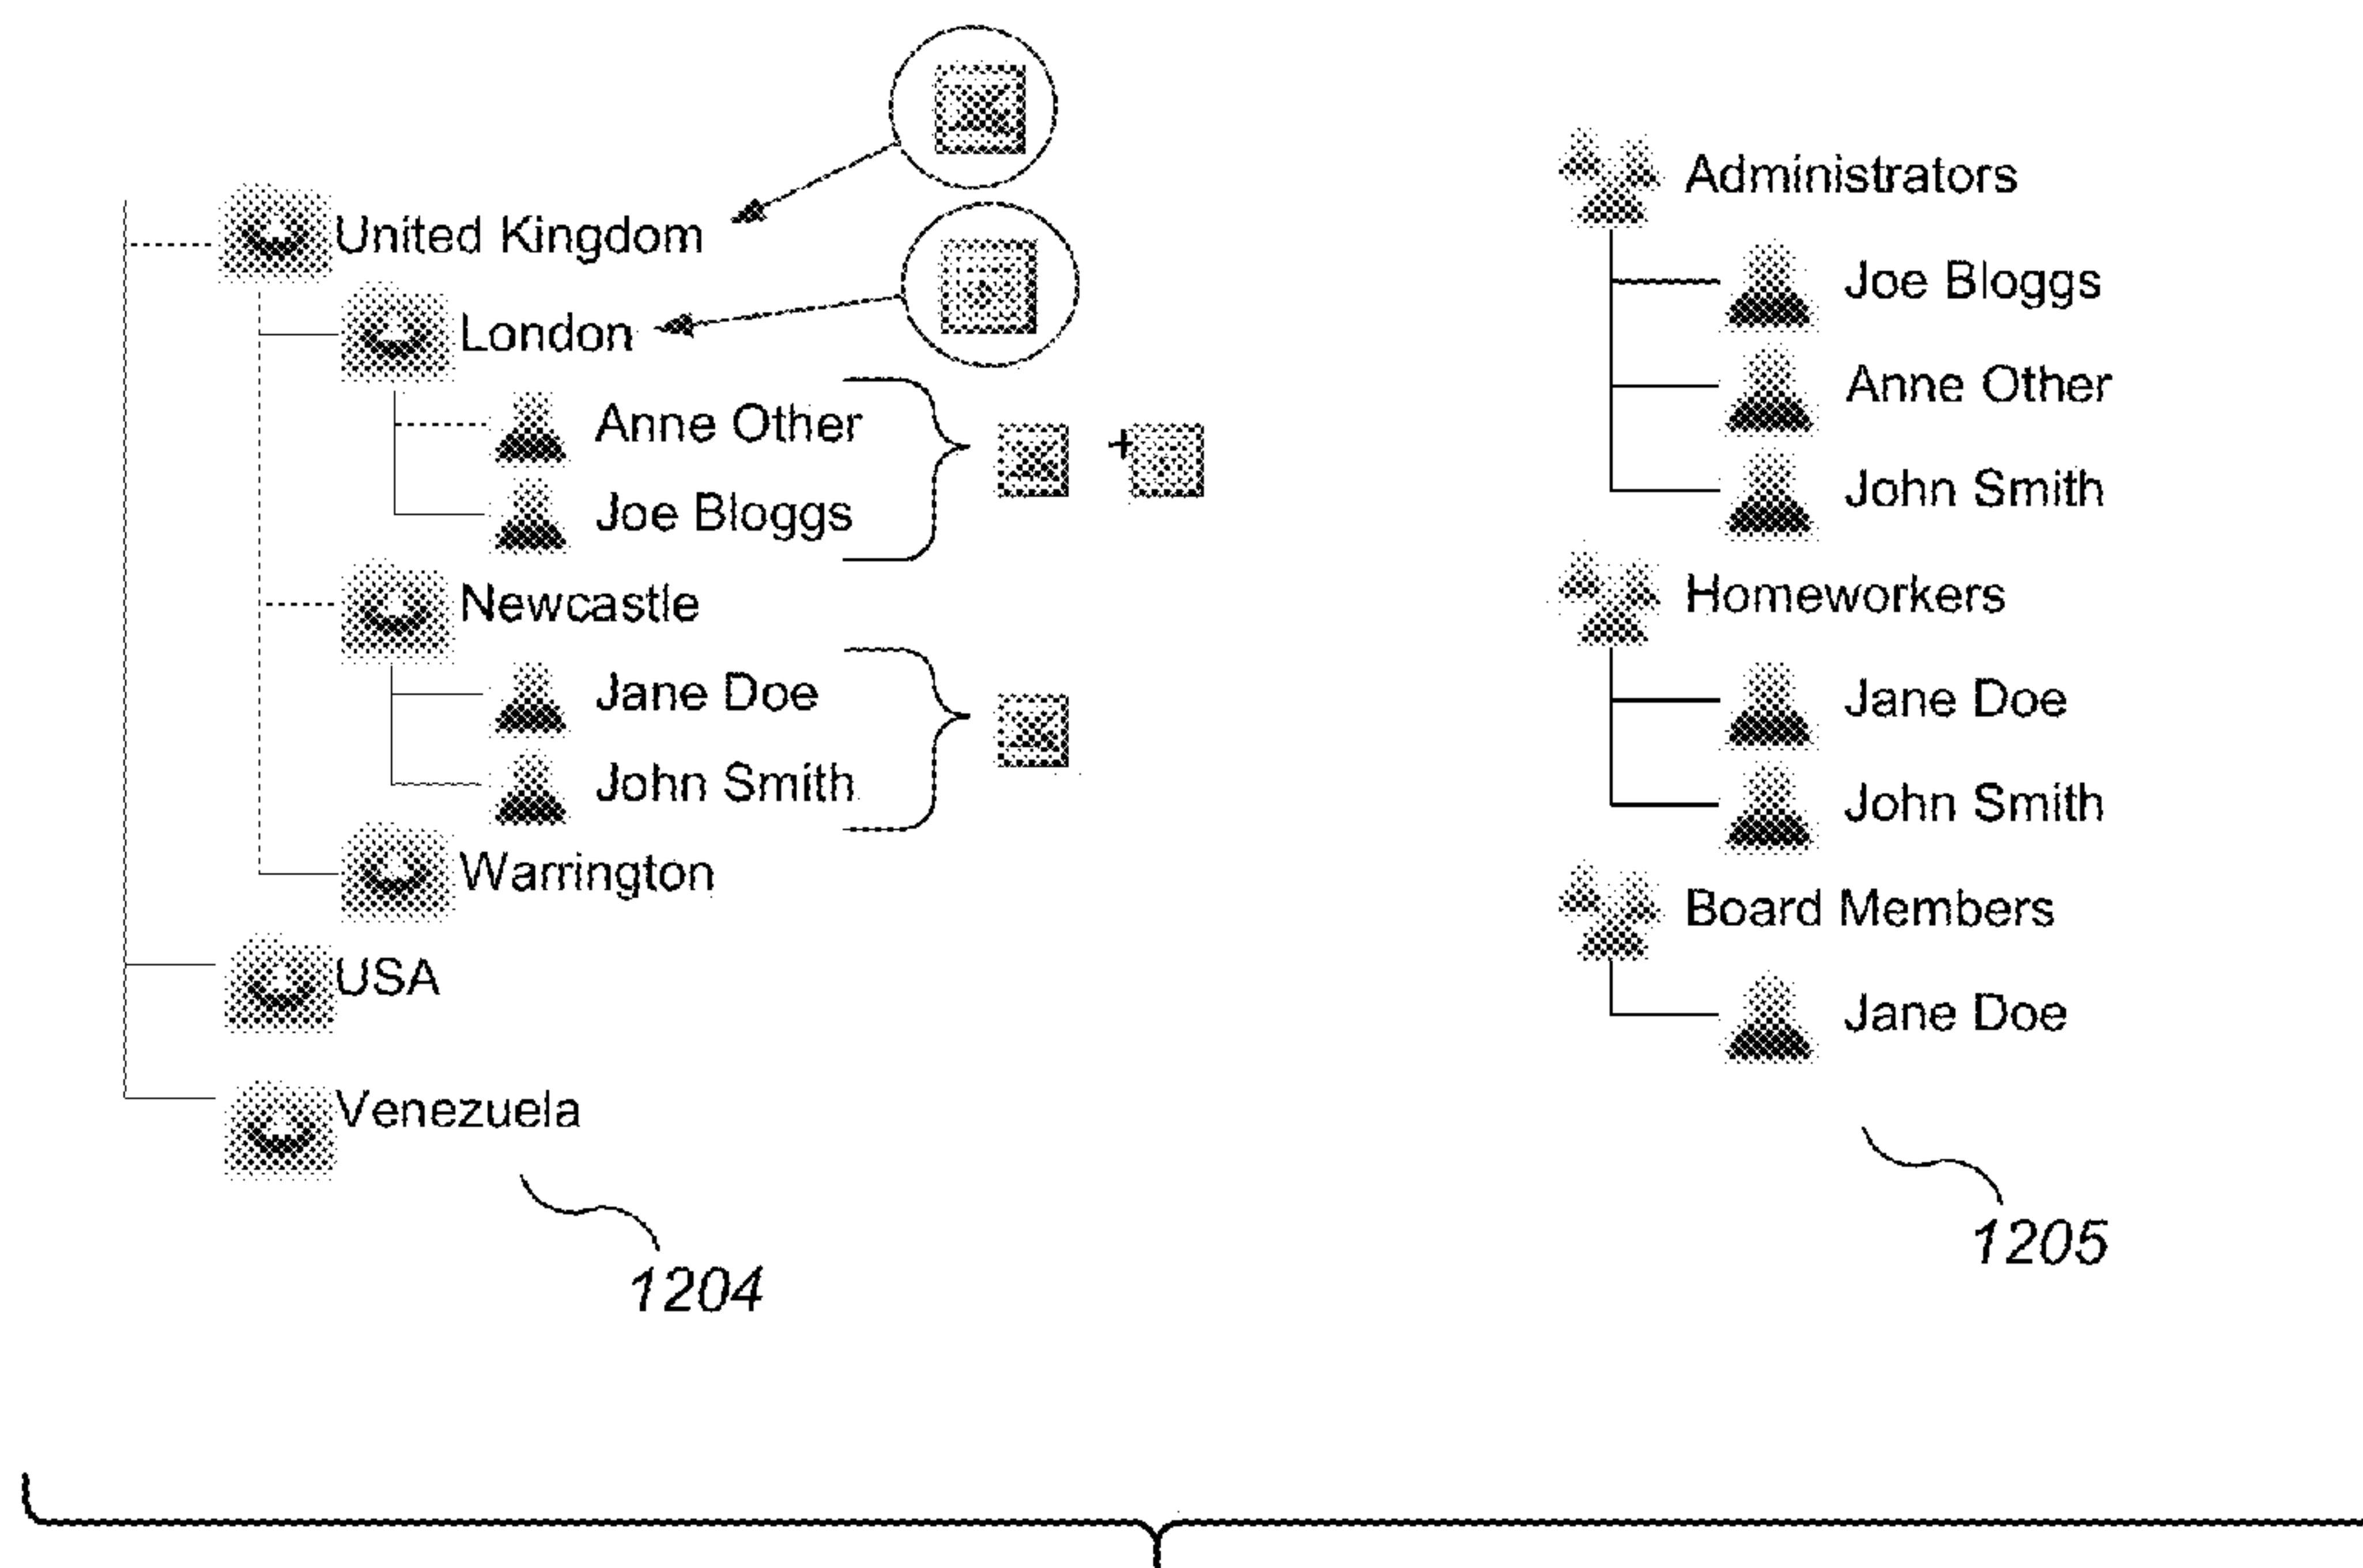 United Kingdom
London
Anne Other
+
Joe Bloggs
Newcastle
Jane Doe
John Smith
Warrington
USA
Venezuela
1204
Administrators
Joe Bloggs
Anne Other
John Smith
Homeworkers
Jane Doe
John Smith
Board Members
Jane Doe
1205